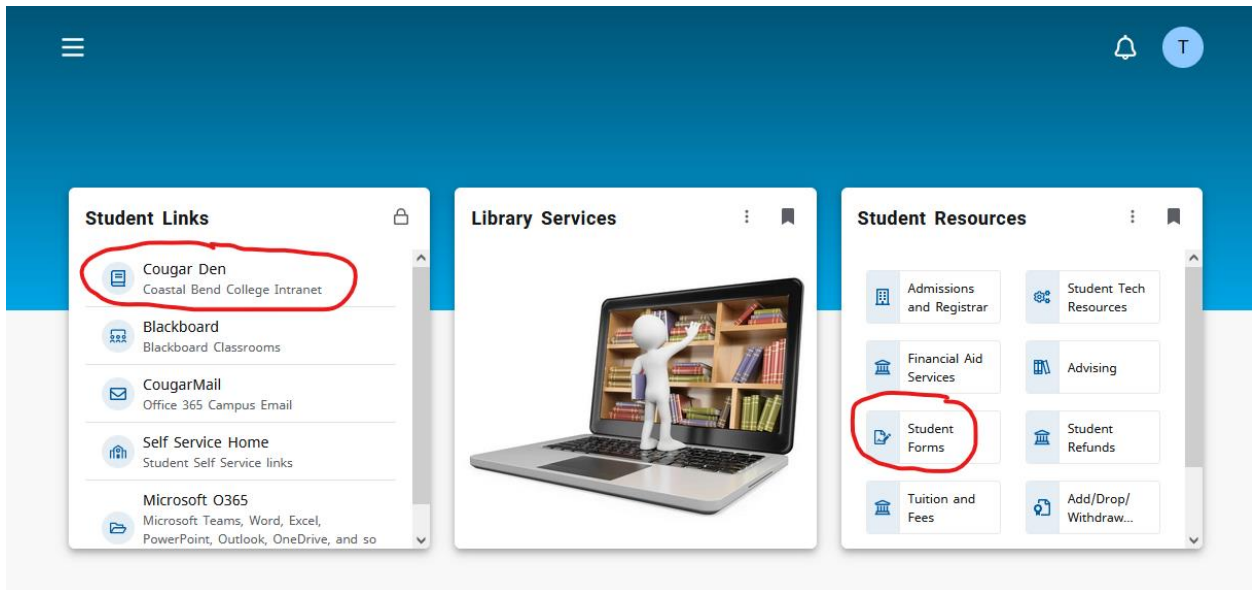 T
Student Links
Cougar Den
Coastal Bend College Intranet
Blackboard
Blackboard Classrooms
CougarMail
Office 365 Campus Email
Self Service Home
Student Self Service links
Microsoft O365
Microsoft Teams, Word, Excel,
PowerPoint, Outlook, OneDrive, and so
Library Services
Student Resources
Admissions
and Registrar
Student Tech
Resources
Financial Aid
Services
Advising
Student
Forms
Student
Refunds
Tuition and
Fees
Add/Drop/
Withdraw...